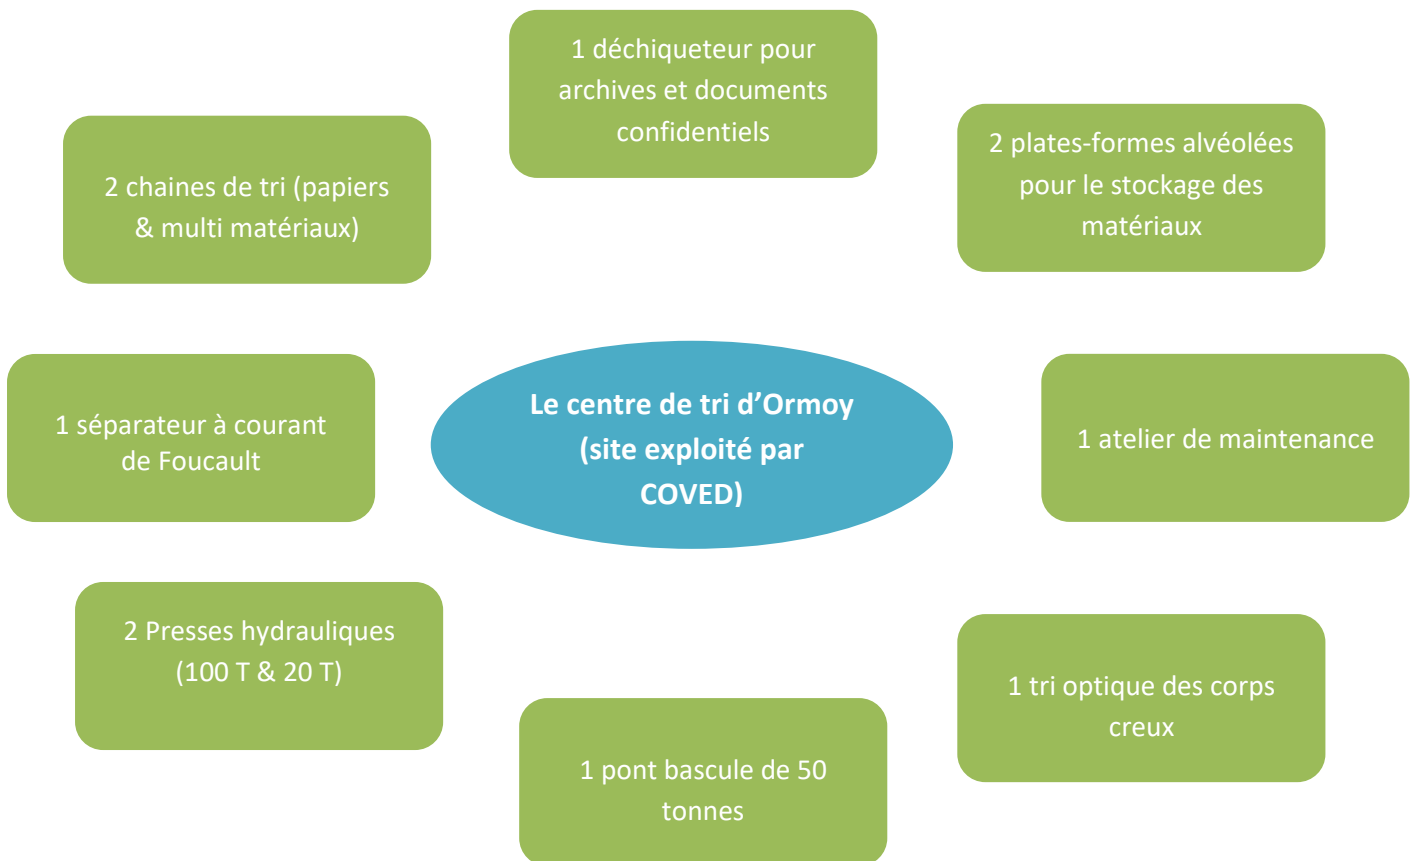 1 déchiqueteur pour
archives et documents
confidentiels
2 plates-formes alvéolées
pour le stockage des
matériaux
2 chaines de tri (papiers
& multi matériaux)
Le centre de tri d’Ormoy
(site exploité par
COVED)
1 séparateur à courant
de Foucault
1 atelier de maintenance
2 Presses hydrauliques
(100 T & 20 T)
1 tri optique des corps
creux
1 pont bascule de 50
tonnes